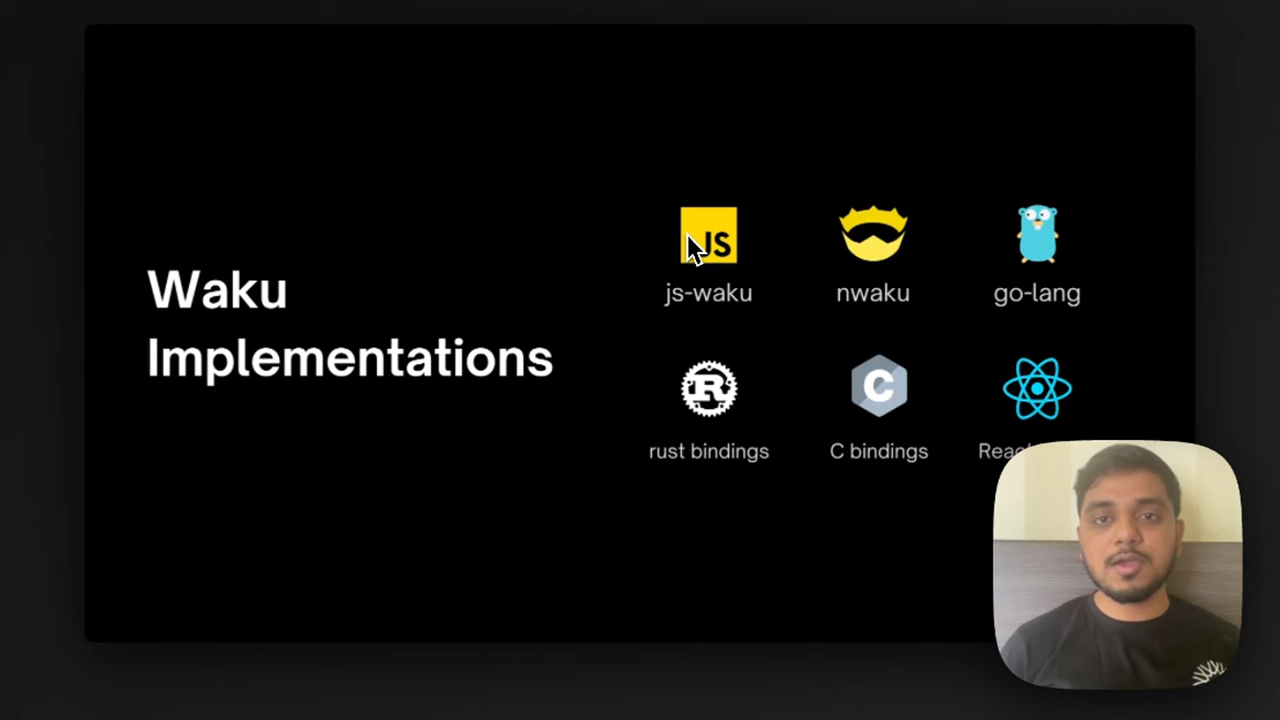 Waku
Implementations
JS
js-waku
nwaku
go-lang
R
C
rust bindings
C bindings